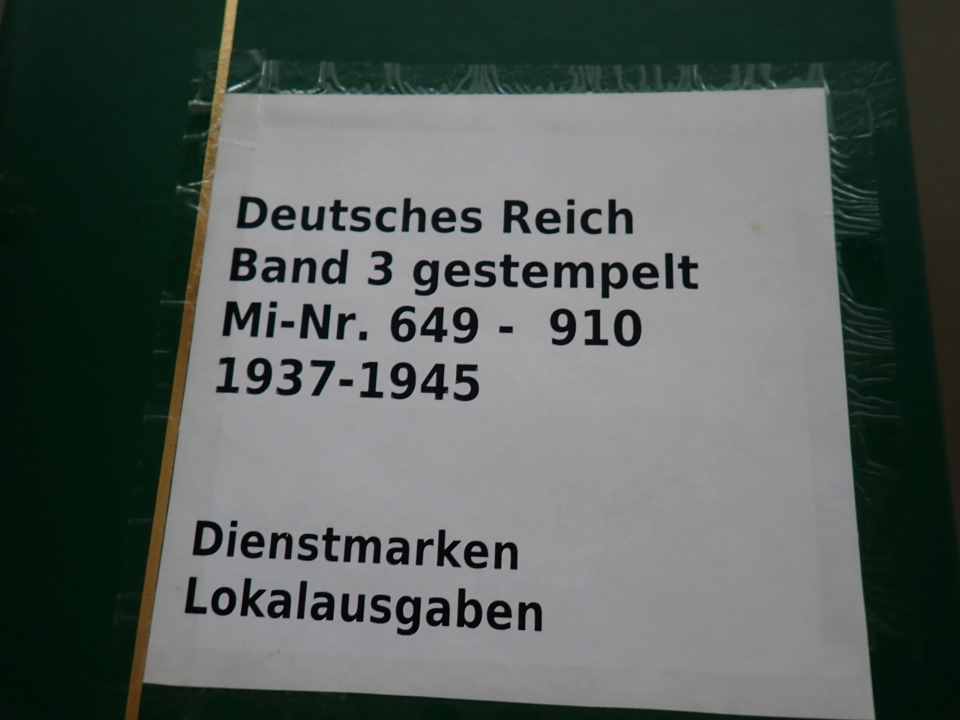 Deutsches Reich
Band 3 gestempelt
Mi-Nr. 649 -  910
1937-1945
Dienstmarken
Lokalausgaben